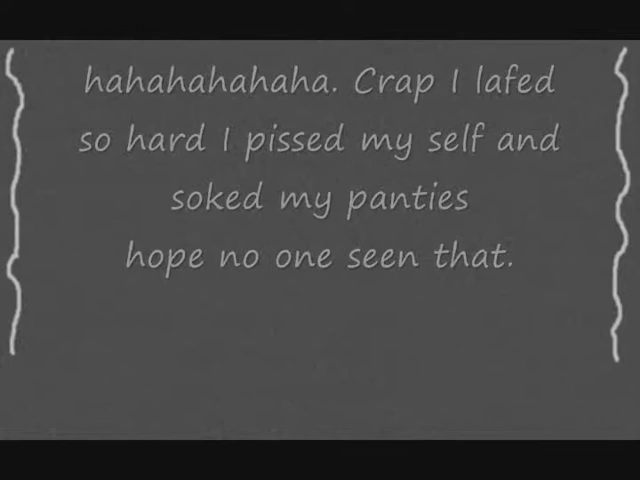 hahahahahaha. Crap I lafed
so hard I pissed my self and
soked my panties
hope no one seen that.